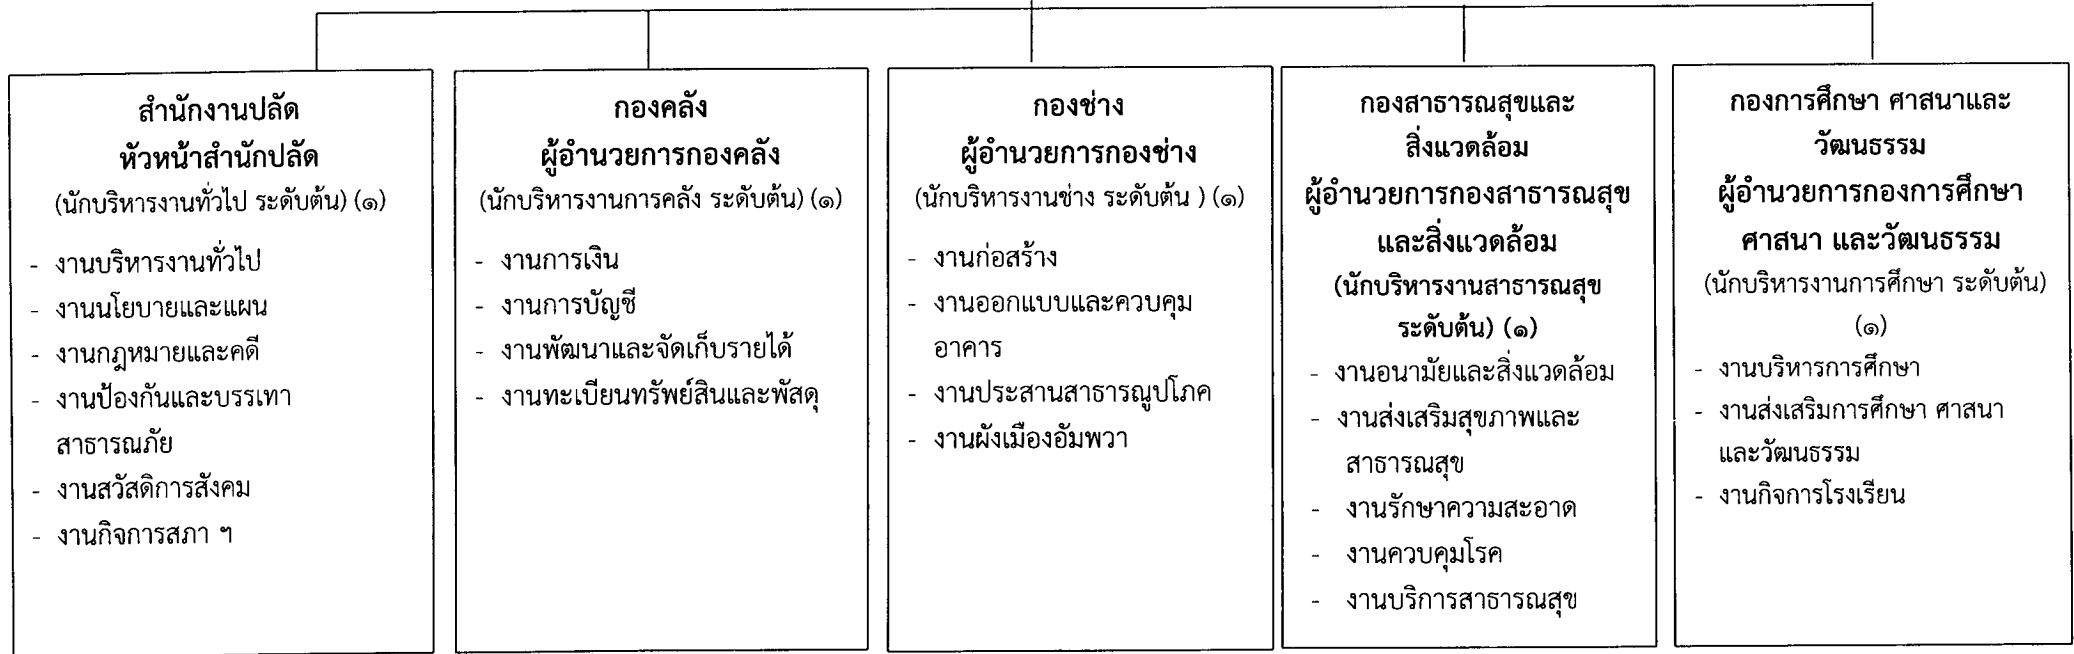 สำนักงานปลัด
หัวหน้าสำนักปลัด
(นักบริหารงานทั่วไป ระดับต้น) (๑)
- งานบริหารงานทั่วไป
- งานนโยบายและแผน
- งานกฎหมายและคดี
- งานป้องกันและบรรเทา
สาธารณภัย
- งานสวัสดิการสังคม
- งานกิจการสภา ฯ
กองคลัง
ผู้อำนวยการกองคลัง
(นักบริหารงานการคลัง ระดับต้น) (๑)
- งานการเงิน
- งานการบัญชี
- งานพัฒนาและจัดเก็บรายได้
- งานทะเบียนทรัพย์สินและพัสดุ
กองช่าง
ผู้อำนวยการกองช่าง
(นักบริหารงานช่าง ระดับต้น ) (๑)
- งานก่อสร้าง
- งานออกแบบและควบคุม
อาคาร
- งานประสานสาธารณูปโภค
- งานผังเมืองอัมพวา
กองสาธารณสุขและ
สิ่งแวดล้อม
ผู้อำนวยการกองสาธารณสุข
และสิ่งแวดล้อม
(นักบริหารงานสาธารณสุข
ระดับต้น) (๑)
- งานอนามัยและสิ่งแวดล้อม
- งานส่งเสริมสุขภาพและ
สาธารณสุข
- งานรักษาความสะอาด
- งานควบคุมโรค
- งานบริการสาธารณสุข
กองการศึกษา ศาสนาและ
วัฒนธรรม
ผู้อำนวยการกองการศึกษา
ศาสนา และวัฒนธรรม
(นักบริหารงานการศึกษา ระดับต้น)
(๑)
- งานบริหารการศึกษา
- งานส่งเสริมการศึกษา ศาสนา
และวัฒนธรรม
- งานกิจการโรงเรียน